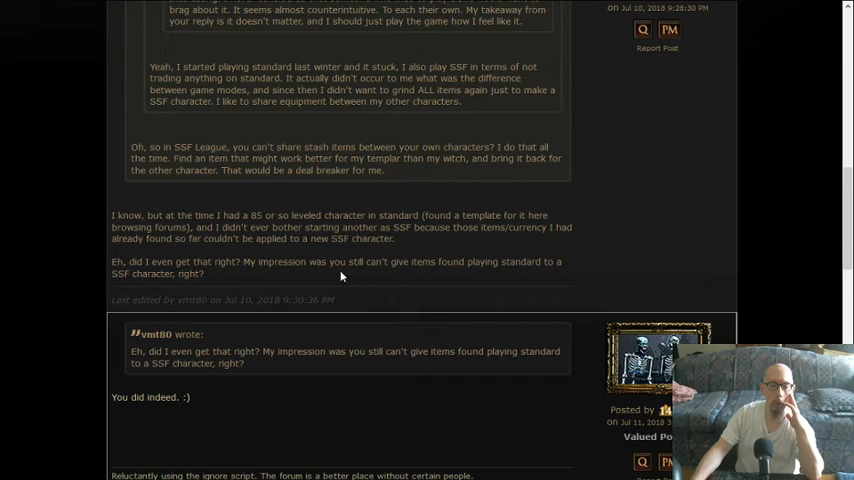 brag about it. It seems almost counterintuitive. To each their own. My takeaway from
your reply is it doesn't matter, and I should just play the game how I feel like it.
on Jul 10, 2018 9:28:30 PM
Q PM
Report Post
Yeah, I started playing standard last winter and it stuck, I also play SSF in terms of not
trading anything on standard. It actually didn't occur to me what was the difference
between game modes, and since then I didn't want to grind ALL items again just to make a
SSF character. I like to share equipment between my other characters.
Oh, so in SSF League, you can't share stash items between your own characters? I do that all
the time. Find an item that might work better for my templar than my witch, and bring it back for
the other character. That would be a deal breaker for me.
I know, but at the time I had a 85 or so leveled character in standard (found a template for it here
browsing forums), and I didn't ever bother starting another as SSF because those items/currency I had
already found so far couldn't be applied to a new SSF character.
Eh, did I even get that right? My impression was you still can't give items found playing standard to a
SSF character, right?
Last edited by vmt80 on Jul 10, 2018 9:30:36 PM
vmt80 wrote:
Eh, did I even get that right? My impression was you still can't give items found playing standard
to a SSF character, right?
You did indeed. :)
Posted by
on Jul 11, 2018
Valued
Q
Reluctantly using the ignore script. The forum is a better place without certain people.